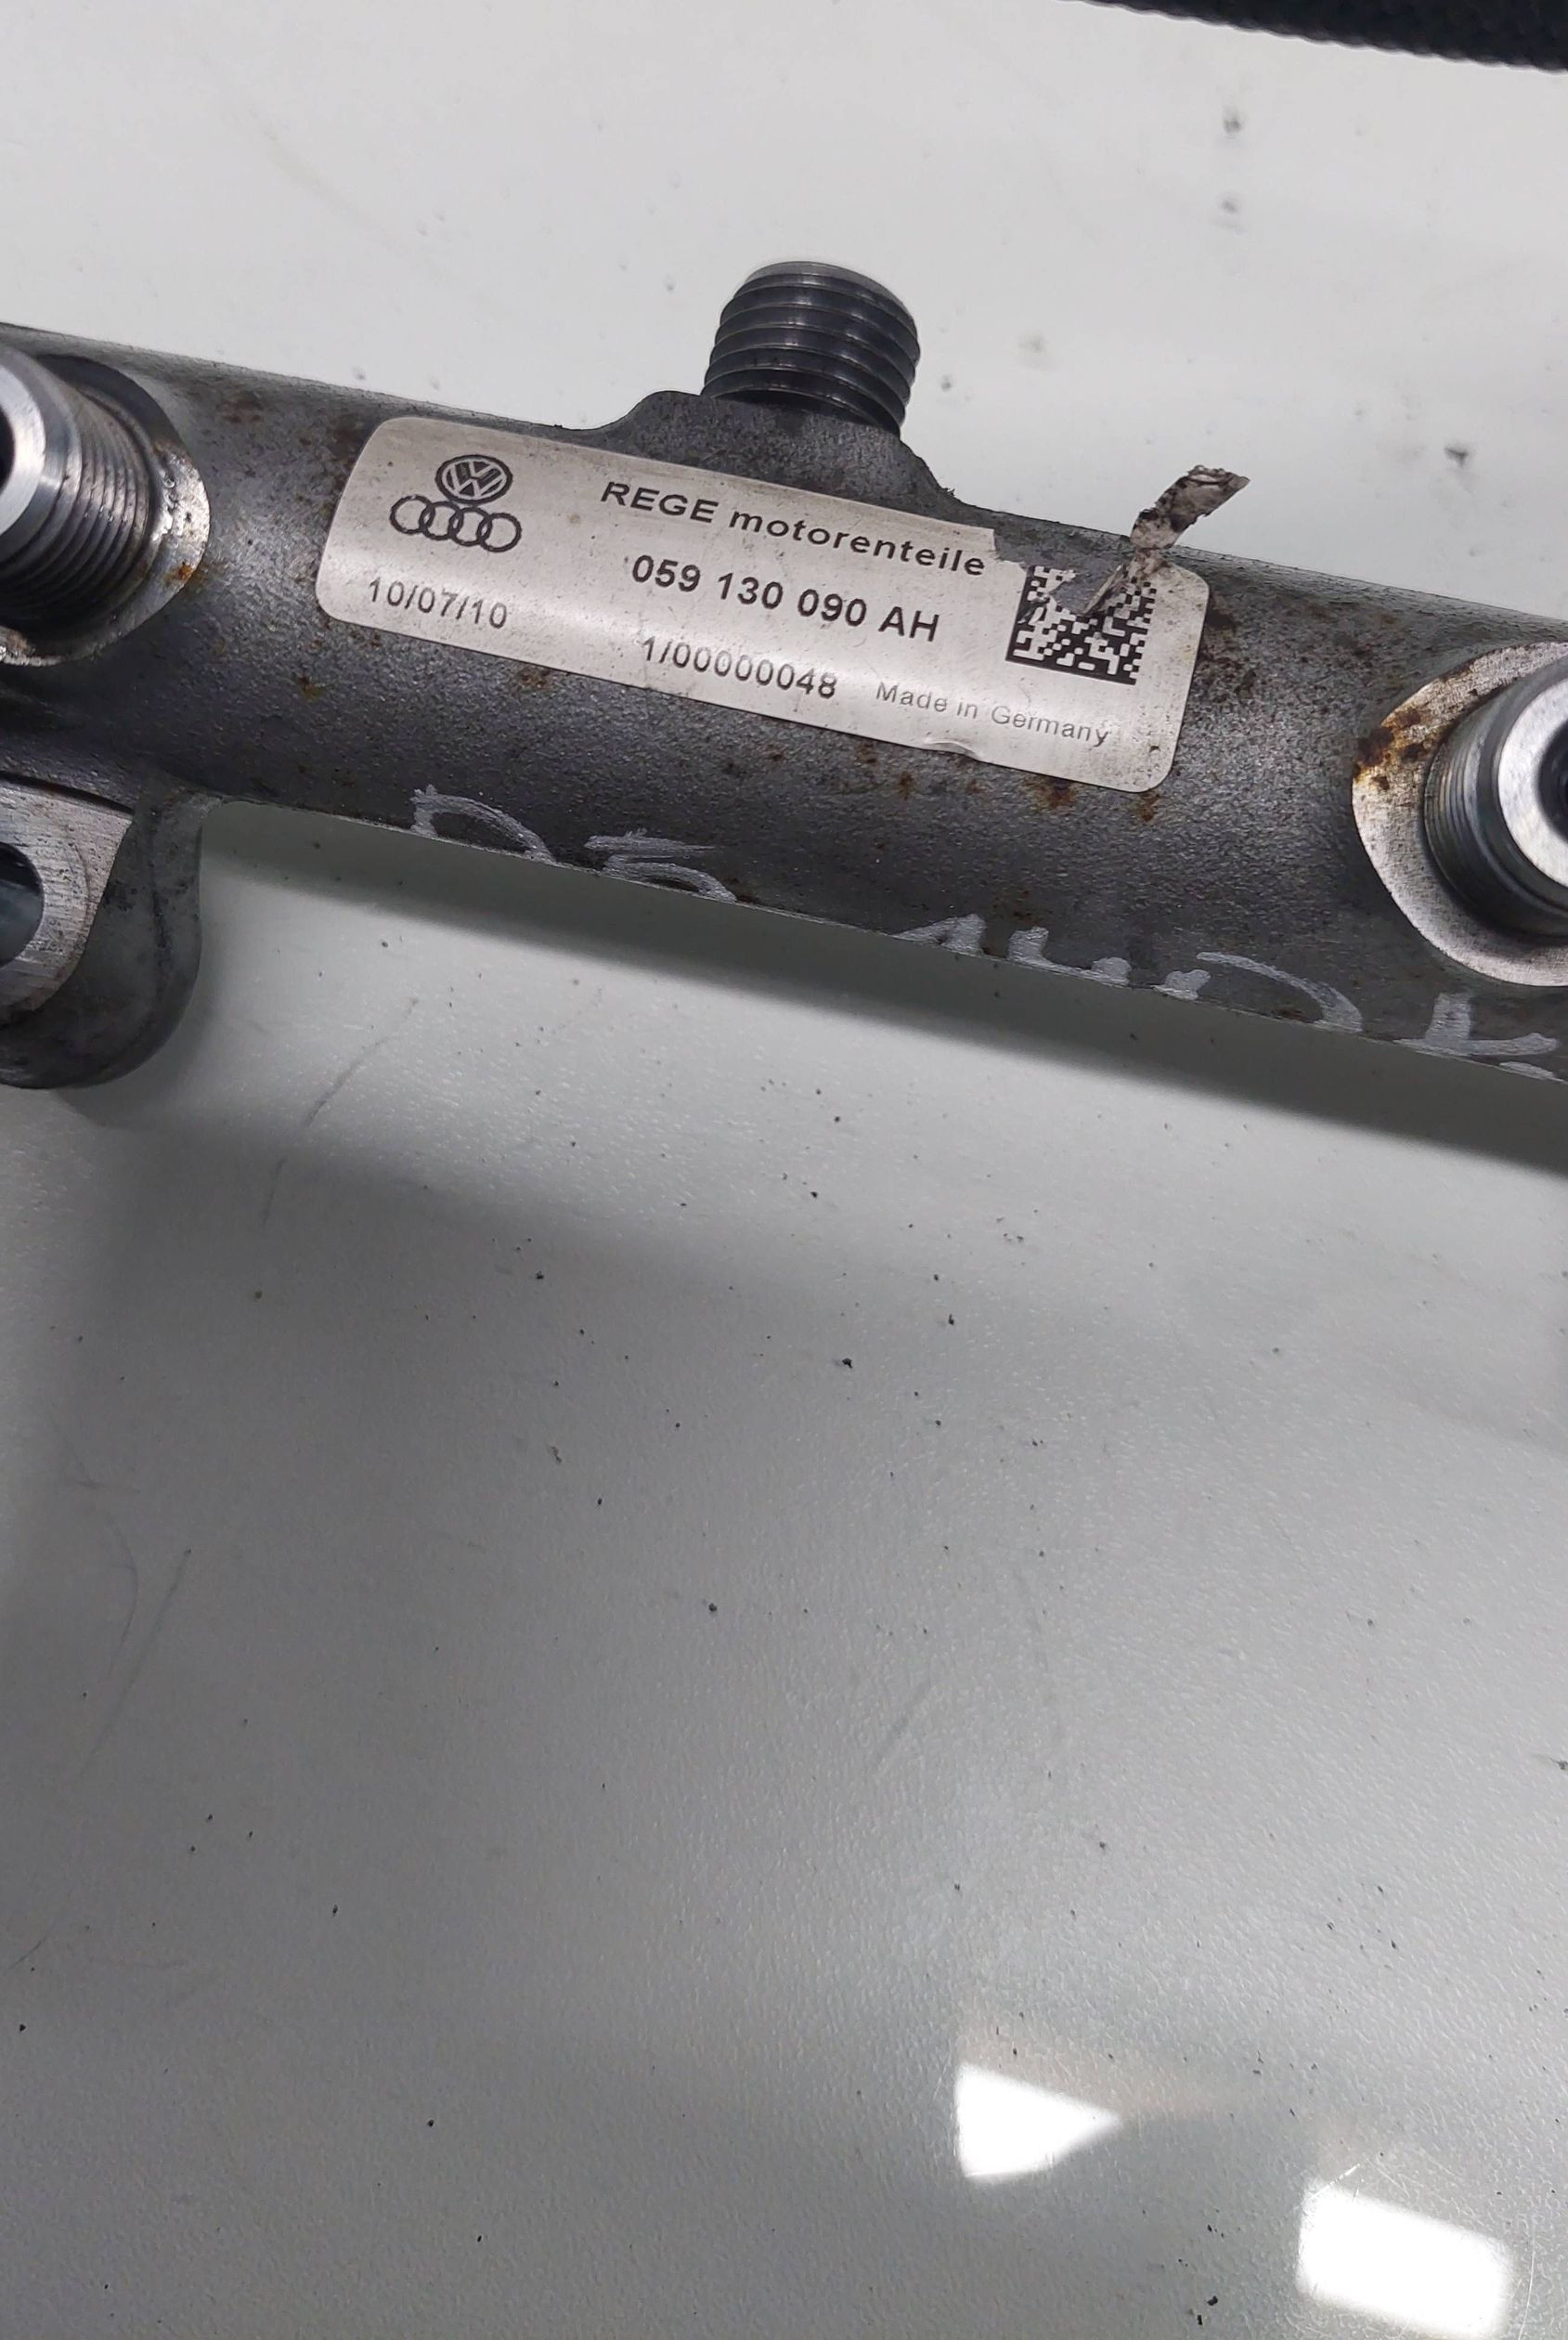 REGE motorenteile
059 130 090 AH
10/07/10
1/00000048 Made in Germany